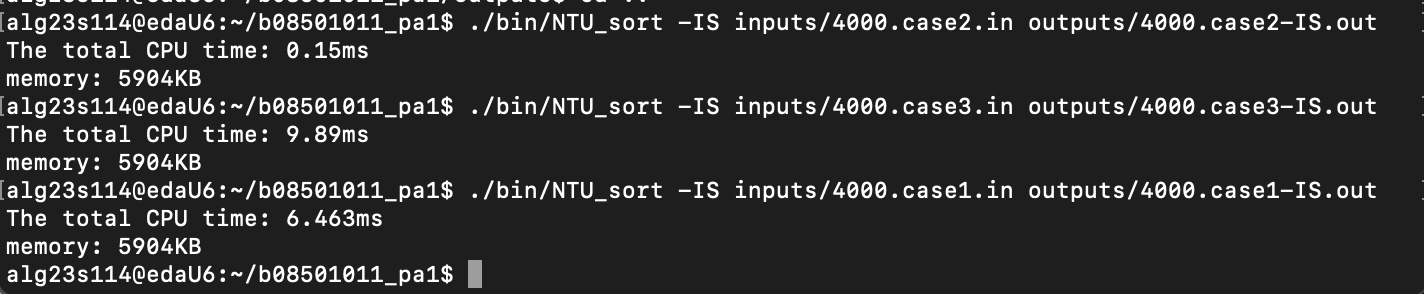 alg23s114@edaU6:~/b08501011_pa1$ ./bin/NTU_sort -IS inputs/4000.case2.in outputs/4000.case2-IS.out
The total CPU time: 0.15ms
memory: 5904KB
[alg23s114@edaU6:~/b08501011_pa1$ ./bin/NTU_sort -IS inputs/4000.case3.in outputs/4000.case3-IS.out
The total CPU time: 9.89ms
memory: 5904KB
[alg23s114@edaU6:~/b08501011_pa1$ ./bin/NTU_sort -IS inputs/4000.case1.in outputs/4000.case1-IS.out
The total CPU time: 6.463ms
memory: 5904KB
alg23s114@edaU6:~/b08501011_pa1$